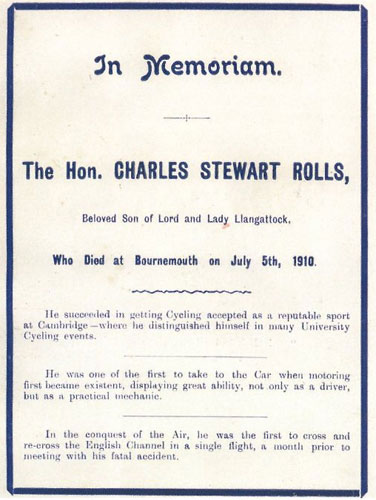 In Memoriam.
The Hon. CHARLES STEWART ROLLS,
Beloved Son of Lord and Lady Llangattock,
Who Died at Bournemouth on July 5th, 1910.
He succeeded in getting Cycling accepted as a reputable sport
at Cambridge—where he distinguished himself in many University
Cycling events.
He was one of the first to take to the Car when motoring
first became existent, displaying great ability, not only as a driver,
but as a practical mechanic.
In the conquest of the Air, he was the first to cross and
re-cross the English Channel in a single flight, a month prior to
meeting with his fatal accident.